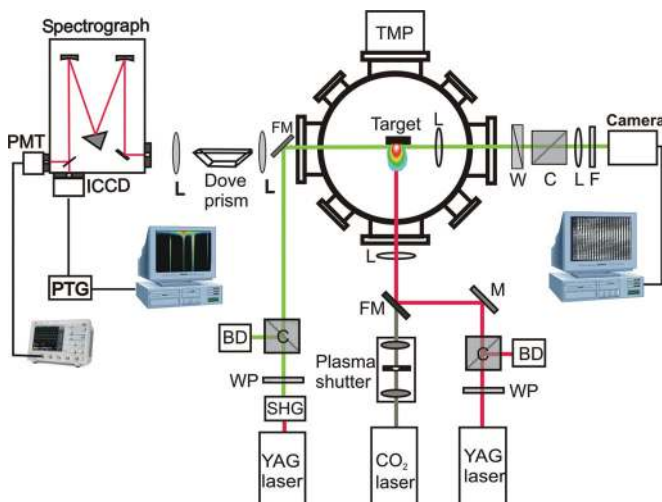 Spectrograph
TMP
PMT
ICCD
L
Dove
prism
L
FM
Target
L
Camera
W
C
L
F
PTG
L
BD
C
FM
M
WP
Plasma
shutter
C
BD
WP
SHG
YAG
laser
CO₂
laser
YAG
laser